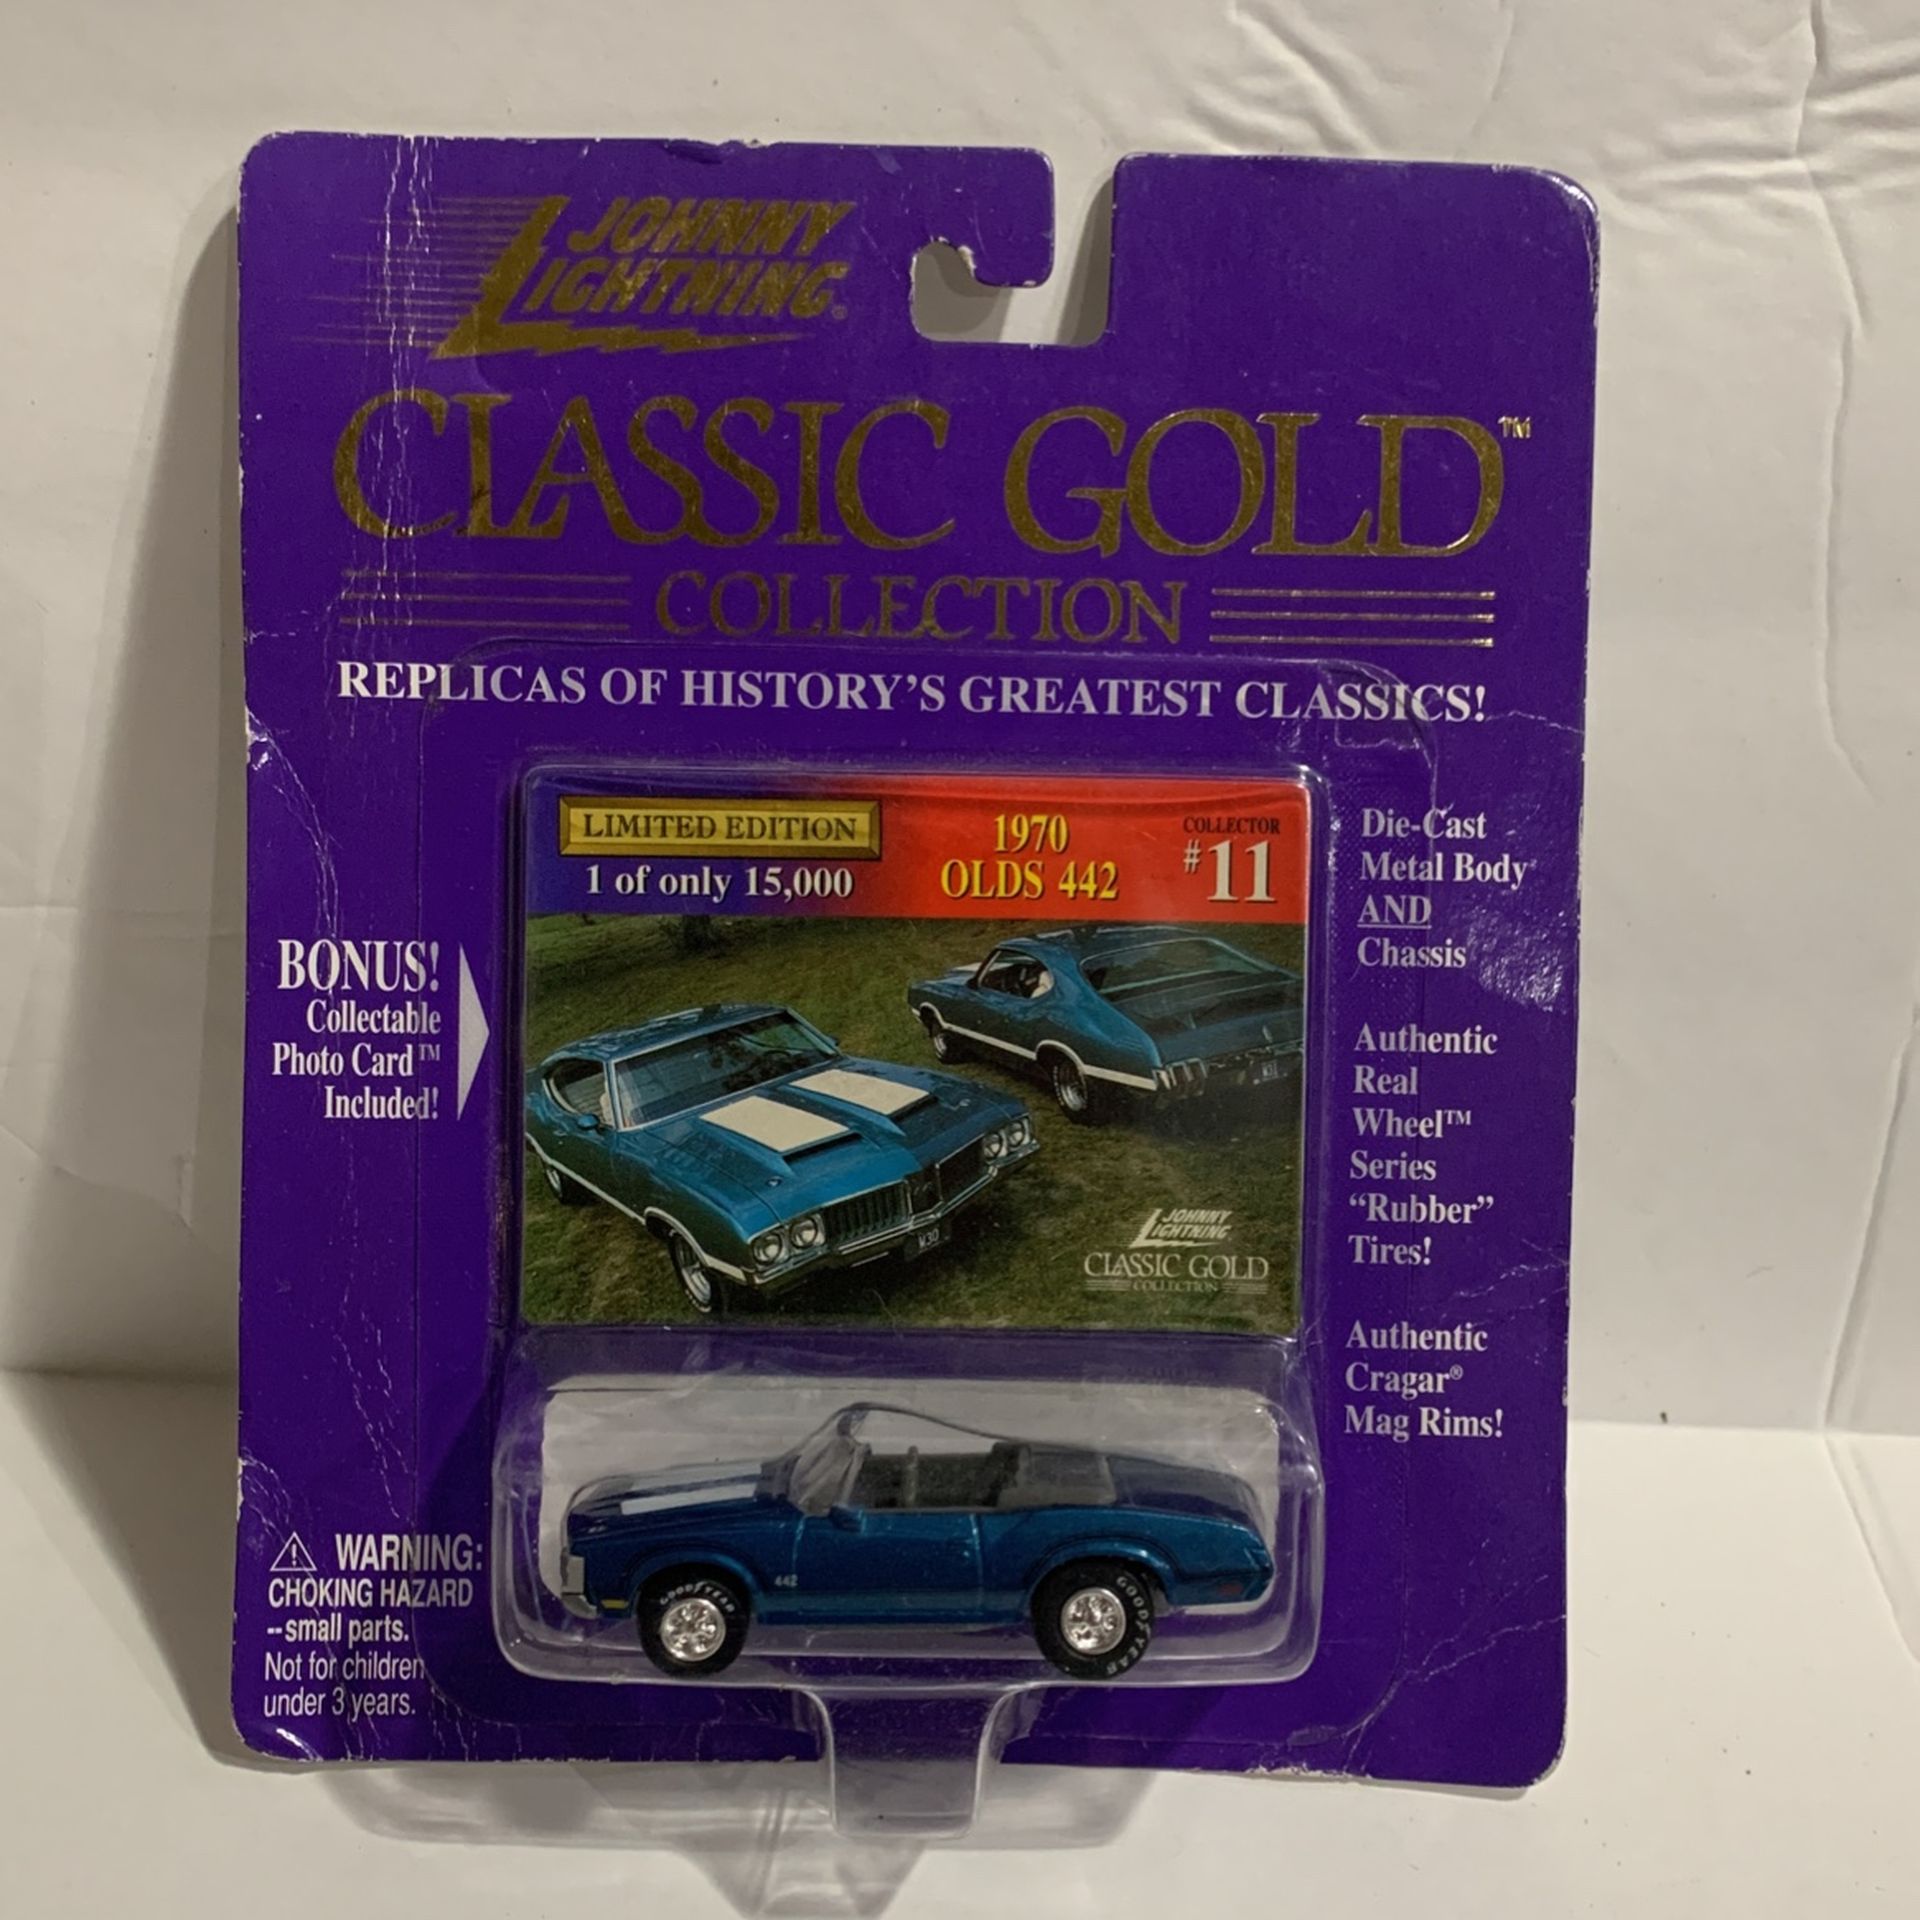 JOHNNY
LIGHTNING®
CLASSIC GOLD™
COLLECTION
REPLICAS OF HISTORY'S GREATEST CLASSICS!
LIMITED EDITION
1 of only 15,000
1970
OLDS 442
COLLECTOR
#11
BONUS!
Collectable
Photo Card™
Included!
W30
JOHNNY
LIGHTNING
CLASSIC GOLD
COLLECTION
Die-Cast
Metal Body
AND
Chassis
Authentic
Real
Wheel™
Series
“Rubber”
Tires!
Authentic
Cragar®
Mag Rims!
442
GOODYEAR
GOODYEAR
WARNING:
CHOKING HAZARD
--small parts.
Not for children
under 3 years.